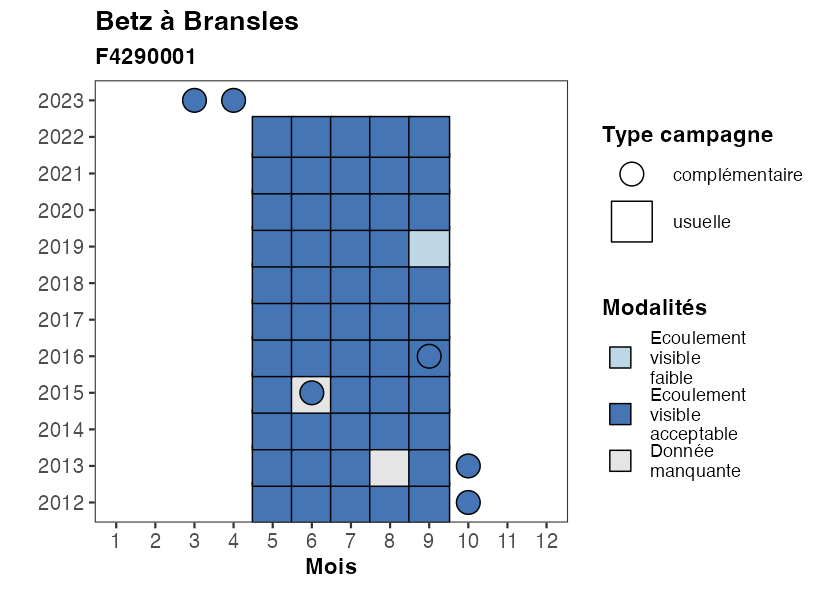 Betz à Bransles
F4290001
2023
2022
2021
2020
2019
2018
2017
2016
2015
2014
2013
2012
1 2 3 4 5 6 7 8 9 10 11 12
Mois
Type campagne
complémentaire
usuelle
Modalités
Ecoulement
visible
faible
Ecoulement
visible
acceptable
Donnée
manquante